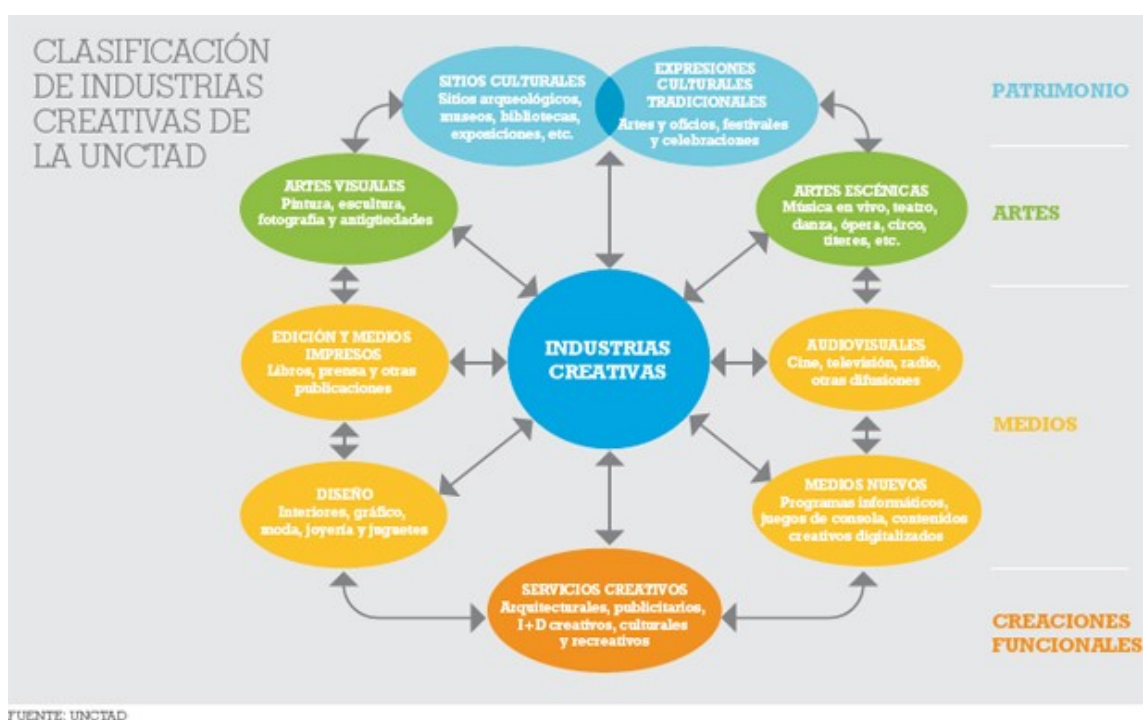 CLASIFICACIÓN
DE INDUSTRIAS
CREATIVAS DE
LA UNCTAD
SITIOS CULTURALES
Sitios arqueológicos,
museos, bibliotecas,
exposiciones, etc.
EXPRESIONES
CULTURALES
TRADICIONALES
Artes y oficios, festivales
y celebraciones
PATRIMONIO
ARTES VISUALES
Pintura, escultura,
fotografía y antigüedades
ARTES ESCÉNICAS
Música en vivo, teatro,
danza, ópera, circo,
títeres, etc.
ARTES
EDICIÓN Y MEDIOS
IMPRESOS
Libros, prensa y otras
publicaciones
INDUSTRIAS
CREATIVAS
AUDIOVISUALES
Cine, televisión, radio,
otras difusiones
MEDIOS
DISEÑO
Interiores, gráfico,
moda, joyería y juguetes
MEDIOS NUEVOS
Programas informáticos,
juegos de consola, contenidos
creativos digitalizados
SERVICIOS CREATIVOS
Arquitecturales, publicitarios,
I+D creativos, culturales
y recreativos
CREACIONES
FUNCIONALES
FUENTE: UNCTAD